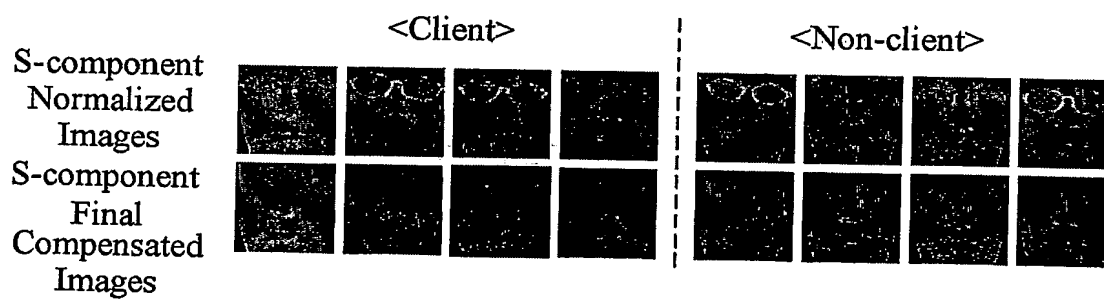 <Client>
<Non-client>
S-component
Normalized
Images
S-component
Final
Compensated
Images